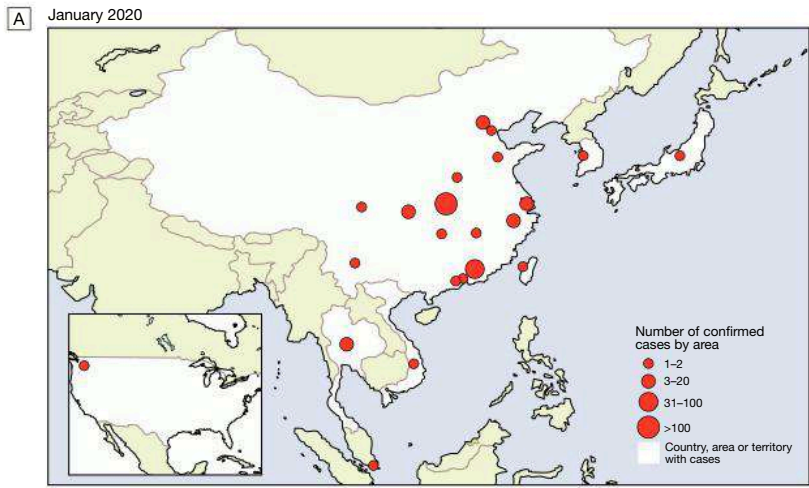 A
January 2020
Number of confirmed
cases by area
1–2
3–20
31–100
>100
Country, area or territory
with cases